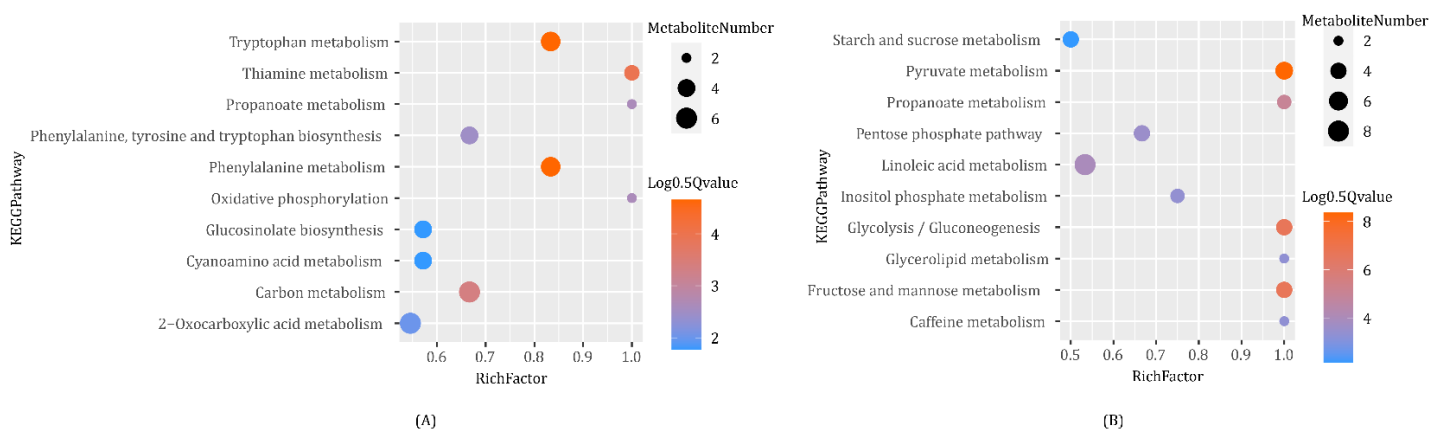 KEGGPathway
Tryptophan metabolism
Thiamine metabolism
Propanoate metabolism
Phenylalanine, tyrosine and tryptophan biosynthesis
Phenylalanine metabolism
Oxidative phosphorylation
Glucosinolate biosynthesis
Cyanoamino acid metabolism
Carbon metabolism
2−Oxocarboxylic acid metabolism
0.6 0.7 0.8 0.9 1.0
RichFactor
MetaboliteNumber
2
4
6
Log0.5Qvalue
4
3
2
(A)
KEGGPathway
Starch and sucrose metabolism
Pyruvate metabolism
Propanoate metabolism
Pentose phosphate pathway
Linoleic acid metabolism
Inositol phosphate metabolism
Glycolysis / Gluconeogenesis
Glycerolipid metabolism
Fructose and mannose metabolism
Caffeine metabolism
0.5 0.6 0.7 0.8 0.9 1.0
RichFactor
MetaboliteNumber
2
4
6
8
Log0.5Qvalue
8
6
4
(B)